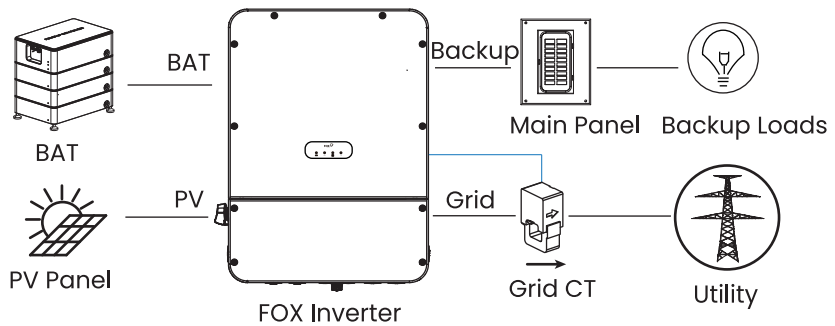 BAT
Backup
Main Panel
Backup Loads
BAT
PV
Grid
PV Panel
Grid CT
Utility
FOX Inverter